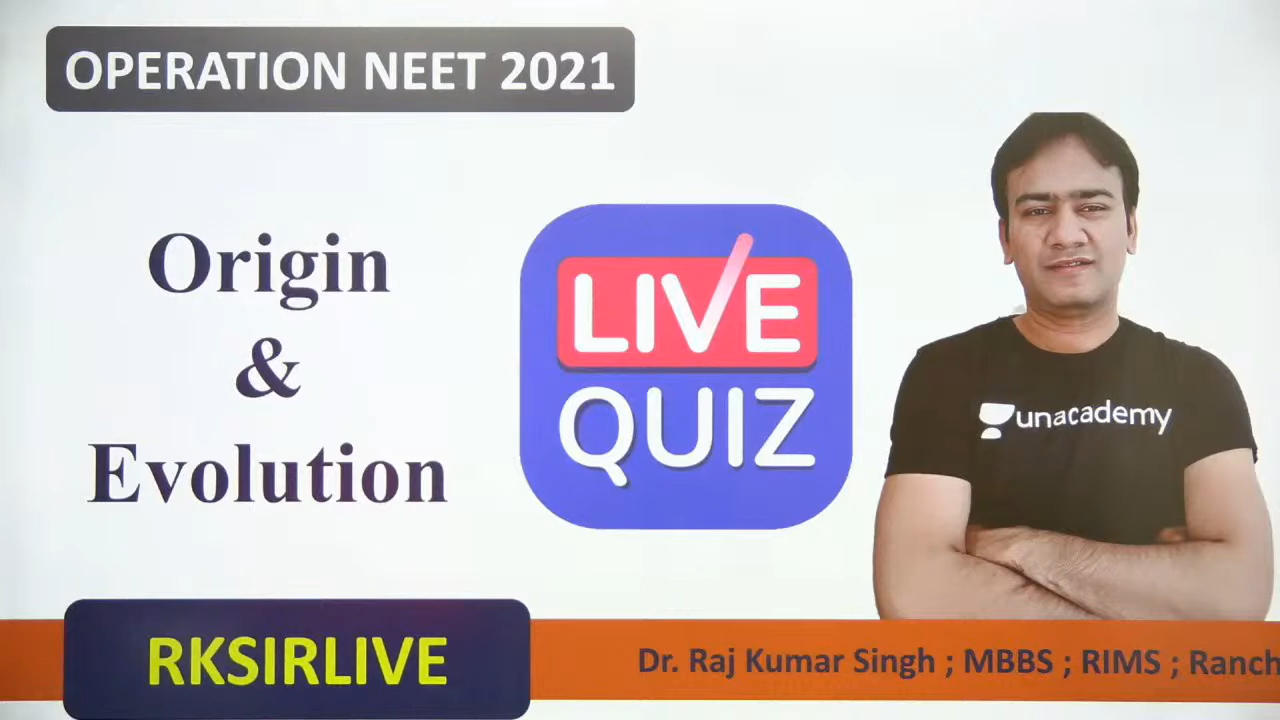 OPERATION NEET 2021
Origin
&
Evolution
LIVE
QUIZ
unacademy
RKSIRLIVE
Dr. Raj Kumar Singh ; MBBS ; RIMS ; Ranch